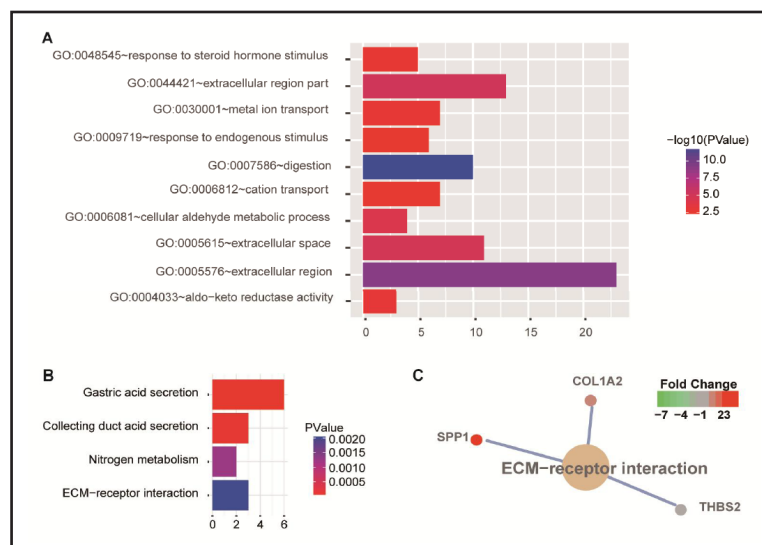 A
GO:0048545~response to steroid hormone stimulus
GO:0044421~extracellular region part
GO:0030001~metal ion transport
GO:0009719~response to endogenous stimulus
GO:0007586~digestion
GO:0006812~cation transport
GO:0006081~cellular aldehyde metabolic process
GO:0005615~extracellular space
GO:0005576~extracellular region
GO:0004033~aldo−keto reductase activity
0 5 10 15 20
−log10(PValue)
10.0
7.5
5.0
2.5
B
Gastric acid secretion
Collecting duct acid secretion
Nitrogen metabolism
ECM−receptor interaction
0 2 4 6
PValue
0.0020
0.0015
0.0010
0.0005
C
COL1A2
Fold Change
−7 −4 −1 23
SPP1
ECM−receptor interaction
THBS2